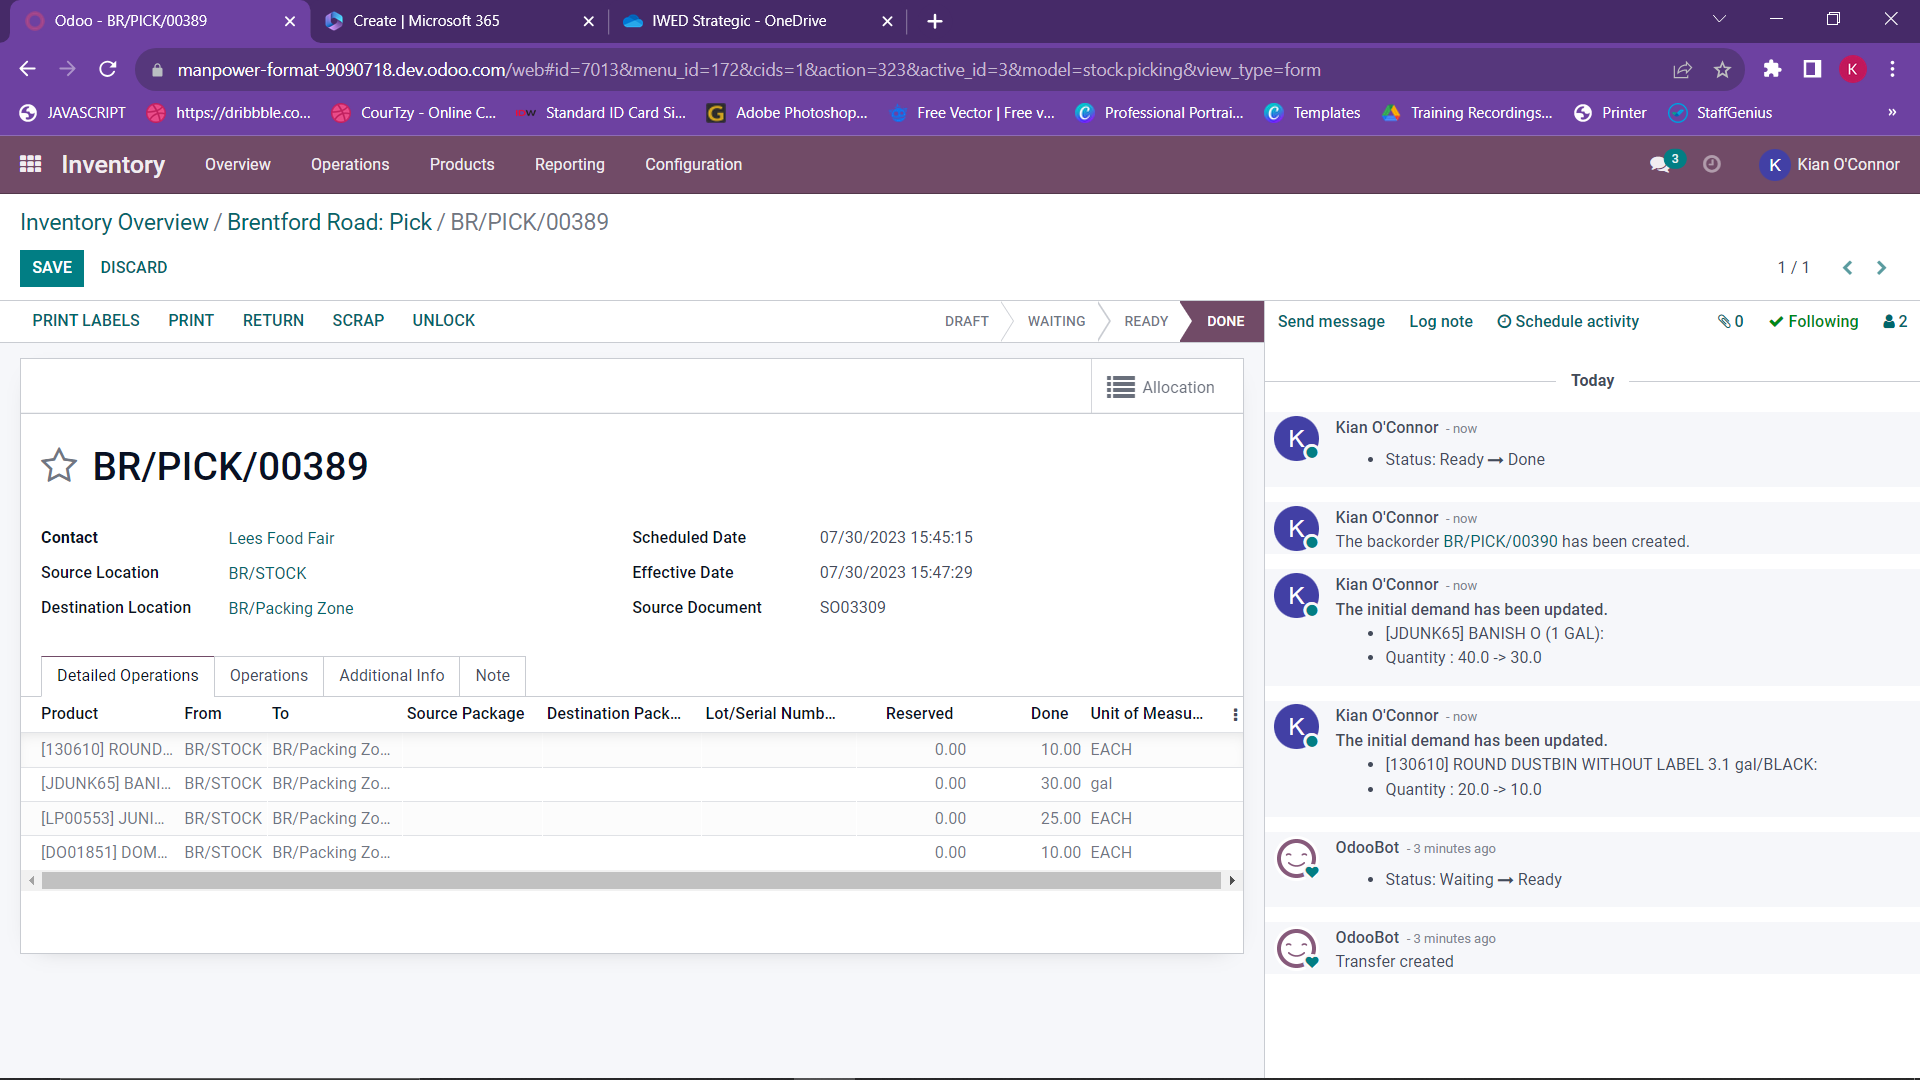 Odoo - BR/PICK/00389
Create | Microsoft 365
IWED Strategic - OneDrive
manpower-format-9090718.dev.odoo.com/web#id=7013&menu_id=172&cids=1&action=323&active_id=3&model=stock.picking&view_type=form
K
JAVASCRIPT
https://dribbble.co...
CourTzy - Online C...
Standard ID Card Si...
Adobe Photoshop...
Free Vector | Free v...
Professional Portrai...
Templates
Training Recordings...
Printer
StaffGenius
»
Inventory
Overview
Operations
Products
Reporting
Configuration
3
K
Kian O'Connor
Inventory Overview / Brentford Road: Pick / BR/PICK/00389
SAVE
DISCARD
1 / 1
PRINT LABELS
PRINT
RETURN
SCRAP
UNLOCK
DRAFT
WAITING
READY
DONE
Send message
Log note
Schedule activity
0
Following
2
Allocation
BR/PICK/00389
Contact
Lees Food Fair
Source Location
BR/STOCK
Destination Location
BR/Packing Zone
Scheduled Date
07/30/2023 15:45:15
Effective Date
07/30/2023 15:47:29
Source Document
SO03309
Detailed Operations
Operations
Additional Info
Note
Product From To Source Package Destination Pack... Lot/Serial Numb... Reserved Done Unit of Measu...
[130610] ROUND... BR/STOCK BR/Packing Zo... 0.00 10.00 EACH
[JDUNK65] BANI... BR/STOCK BR/Packing Zo... 0.00 30.00 gal
[LP00553] JUNI... BR/STOCK BR/Packing Zo... 0.00 25.00 EACH
[DO01851] DOM... BR/STOCK BR/Packing Zo... 0.00 10.00 EACH
Today
K
Kian O'Connor - now
Status: Ready → Done
K
Kian O'Connor - now
The backorder BR/PICK/00390 has been created.
K
Kian O'Connor - now
The initial demand has been updated.
[JDUNK65] BANISH O (1 GAL):
Quantity : 40.0 -> 30.0
K
Kian O'Connor - now
The initial demand has been updated.
[130610] ROUND DUSTBIN WITHOUT LABEL 3.1 gal/BLACK:
Quantity : 20.0 -> 10.0
OdooBot - 3 minutes ago
Status: Waiting → Ready
OdooBot - 3 minutes ago
Transfer created